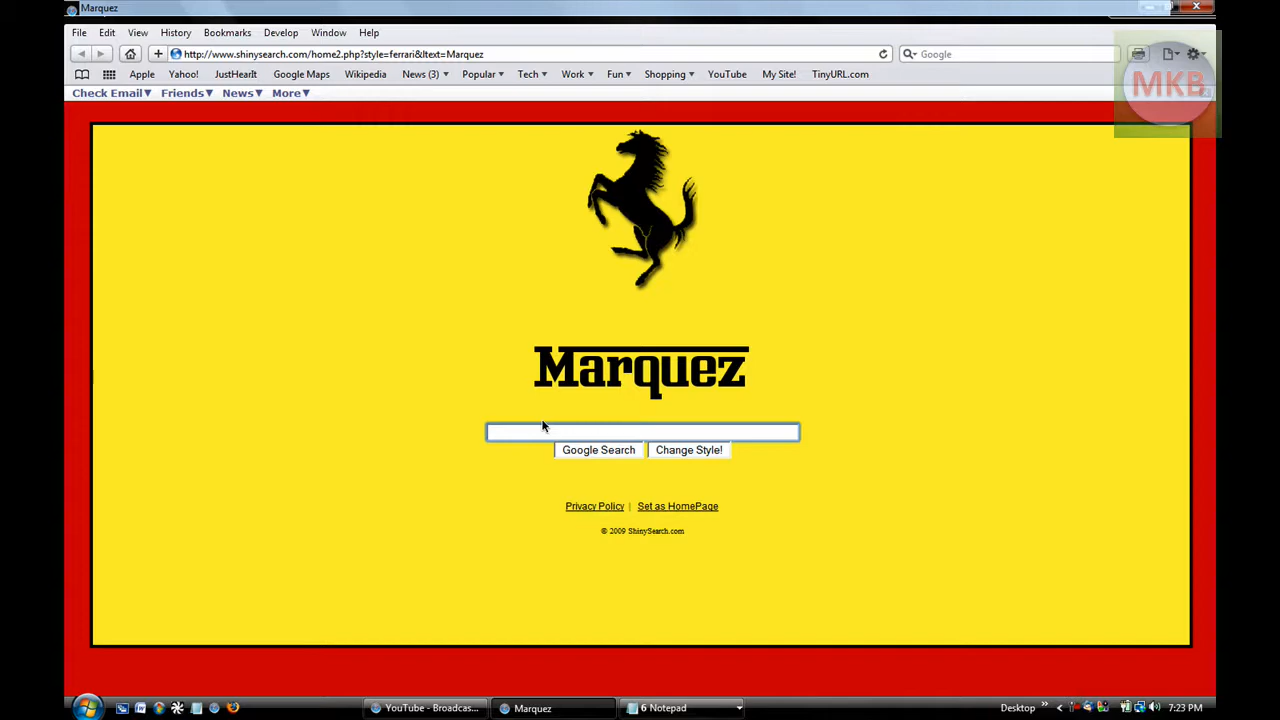 Marquez
File Edit View History Bookmarks Develop Window Help
http://www.shinysearch.com/home2.php?style=ferrari&ltext=Marquez Google
Apple Yahoo! JustHearIt Google Maps Wikipedia News (3) Popular Tech Work Fun Shopping YouTube My Site! TinyURL.com
MKB
Check Email Friends News More
Marquez
Google Search Change Style!
Privacy Policy | Set as HomePage
© 2009 ShinySearch.com
YouTube - Broadcas... Marquez 6 Notepad Desktop 7:23 PM